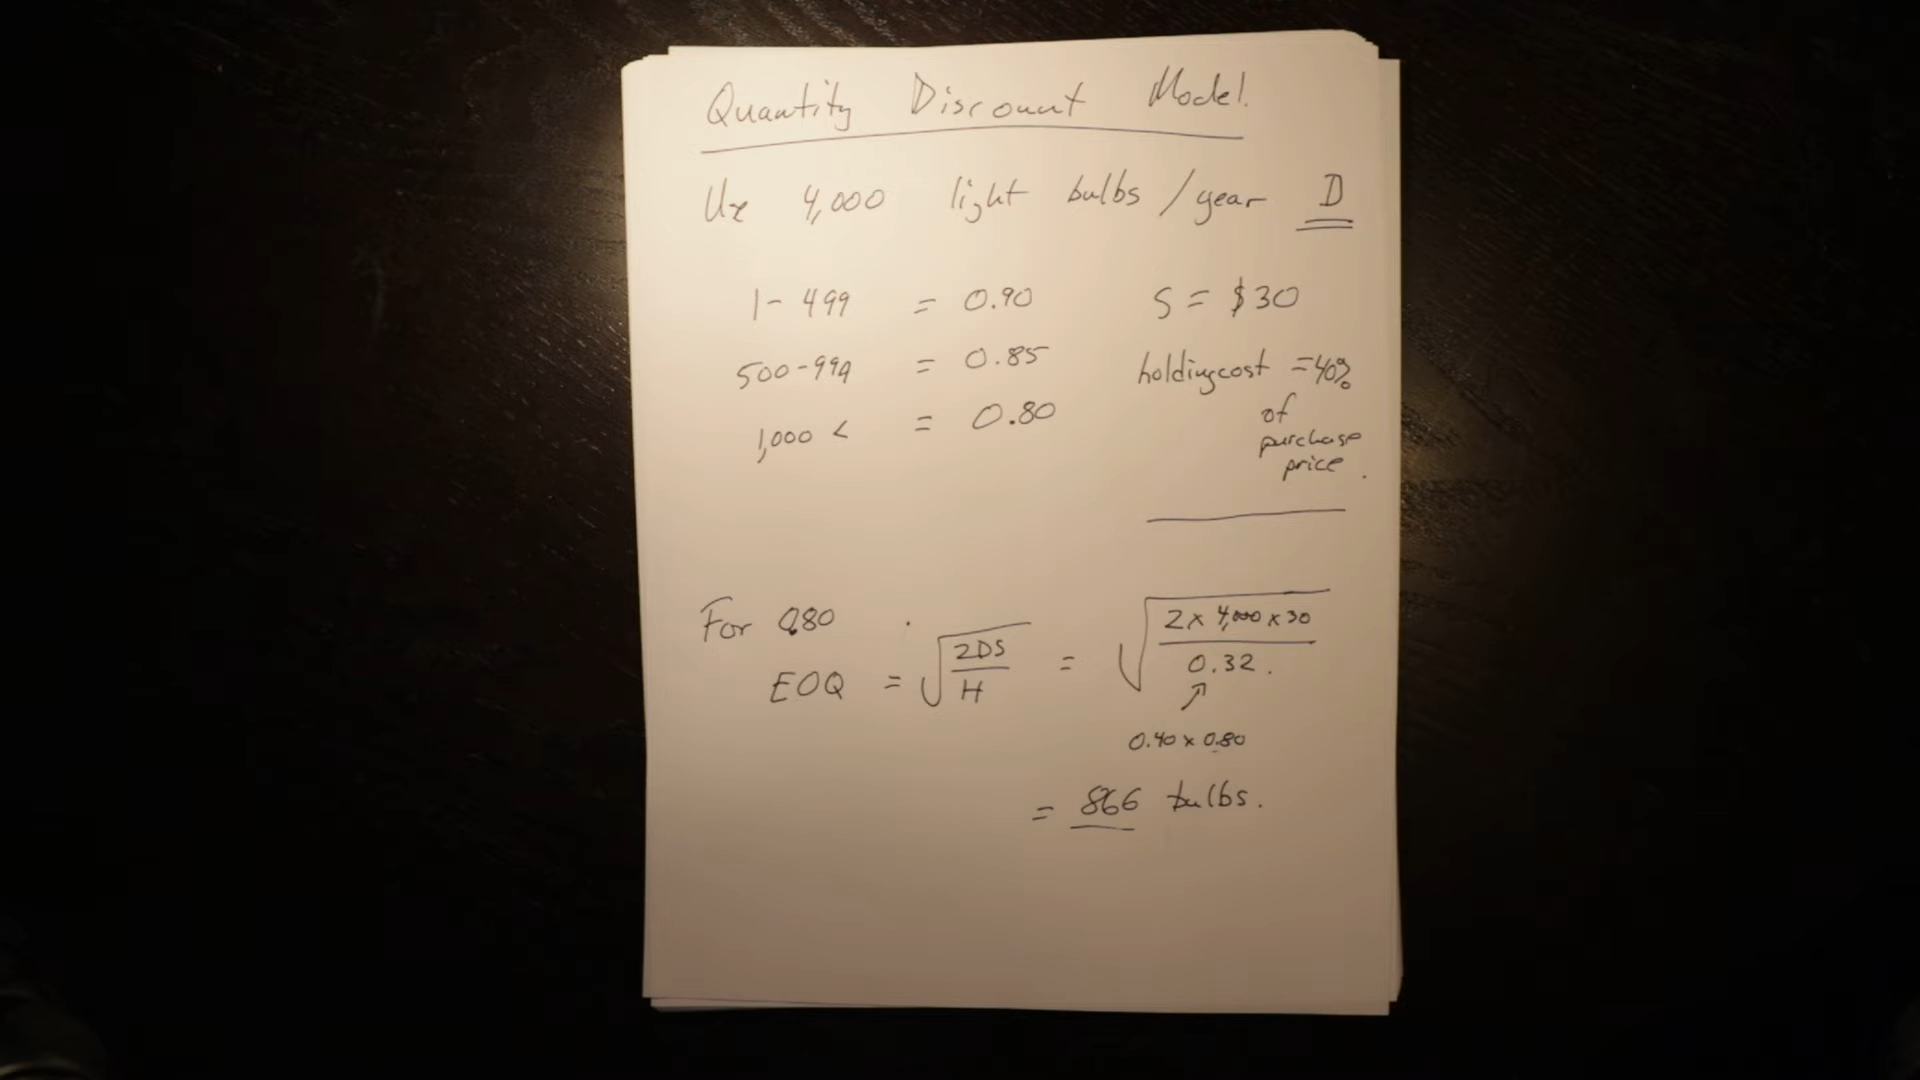 Quantity Discount Model.
Use 4,000 light bulbs / year D
1 - 499 = 0.90 S = $30
500 - 999 = 0.85 holding cost = 40%
1,000 < = 0.80 of
purchase
price.
For 0.80
EOQ = √(2DS/H) = √(2 x 4,000 x 30/0.32.)
0.40 x 0.80
= 866 bulbs.